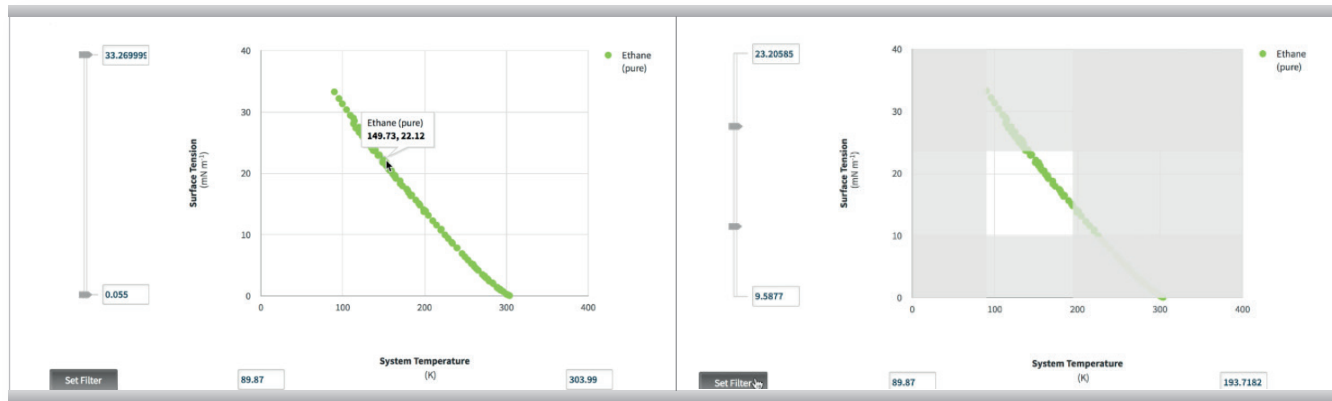 33.269999
0.055
Surface Tension
(mN m⁻¹)
40
30
20
10
0
0
100
200
300
400
Ethane (pure)
149.73, 22.12
Ethane
(pure)
System Temperature
(K)
Set Filter
89.87
303.99
23.20585
9.5877
Surface Tension
(mN m⁻¹)
40
30
20
10
0
0
100
200
300
400
Ethane
(pure)
System Temperature
(K)
Set Filter
89.87
193.7182